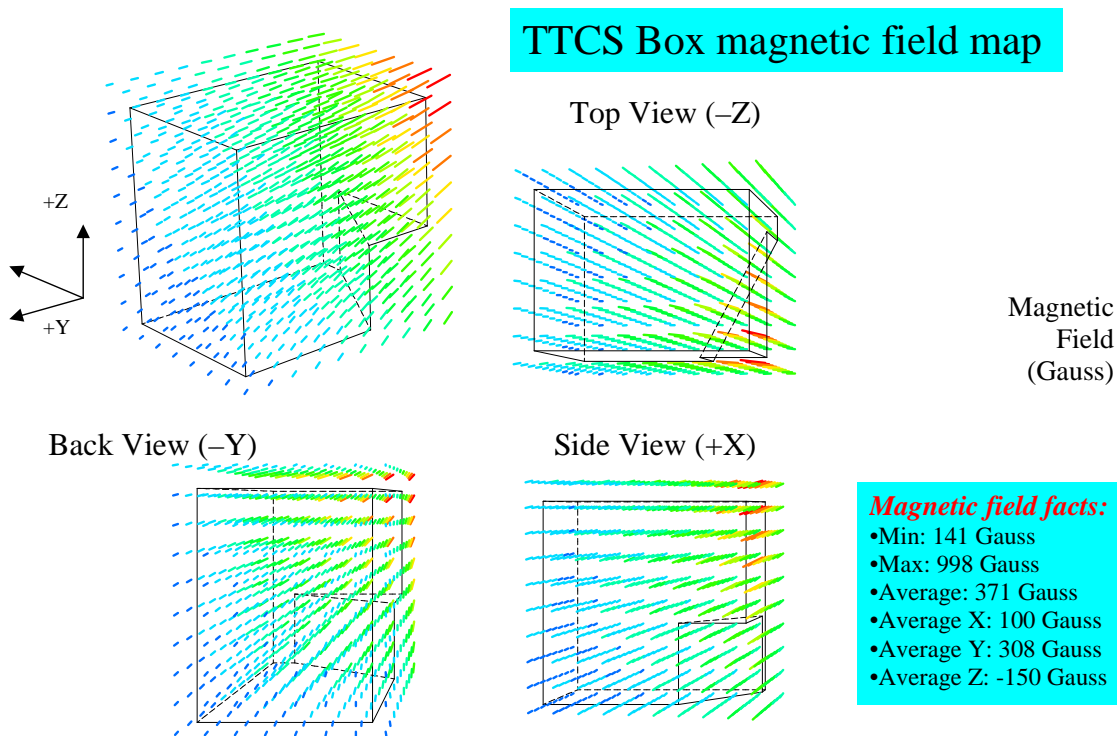 TTCS Box magnetic field map
Top View (–Z)
+Z
+Y
Magnetic
Field
(Gauss)
Back View (–Y)
Side View (+X)
Magnetic field facts:
•Min: 141 Gauss
•Max: 998 Gauss
•Average: 371 Gauss
•Average X: 100 Gauss
•Average Y: 308 Gauss
•Average Z: -150 Gauss